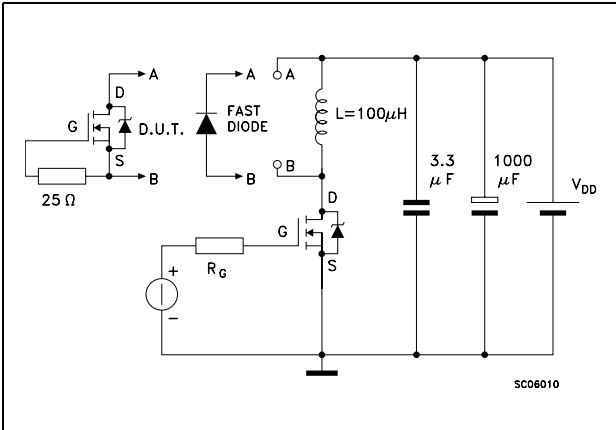 A
A
A
D
FAST
DIODE
L=100μH
G
D.U.T.
S
B
B
B
3.3
μF
1000
μF
25 Ω
D
VDD
G
S
RG
+
−
SC06010